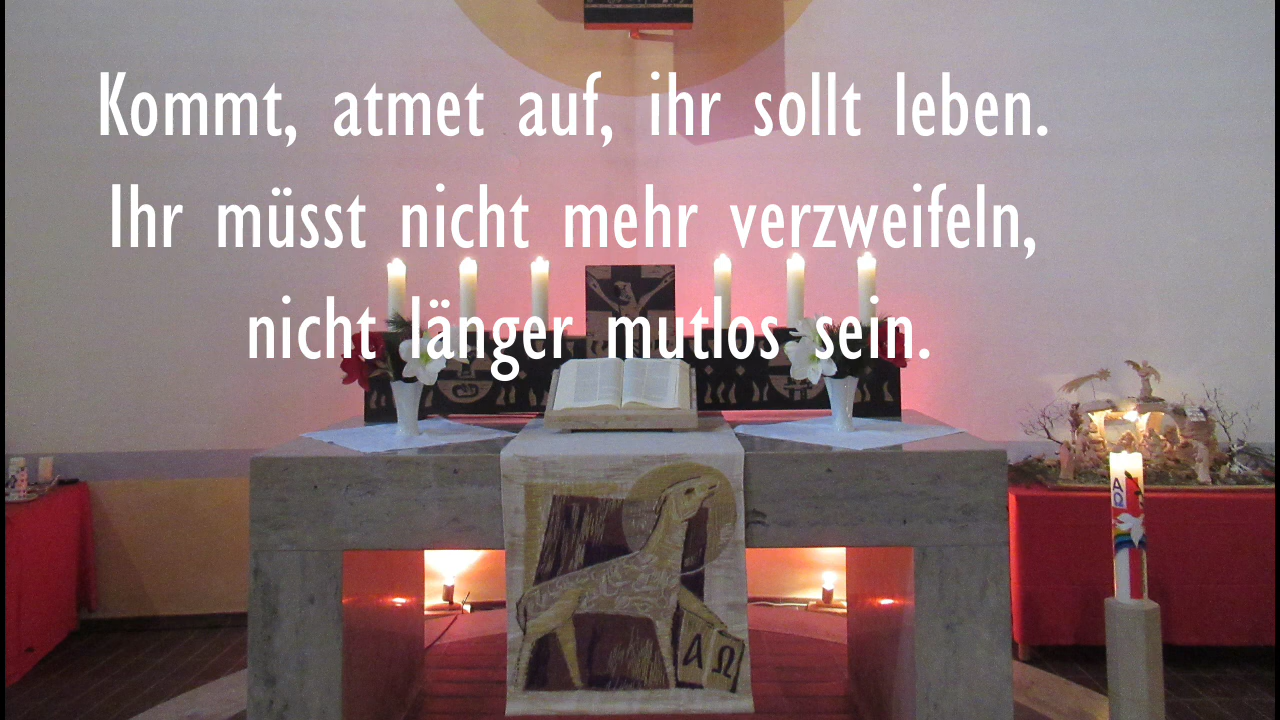 Kommt, atmet auf, ihr sollt leben.
Ihr müsst nicht mehr verzweifeln,
nicht länger mutlos sein.
Α Ω
Α
Ω